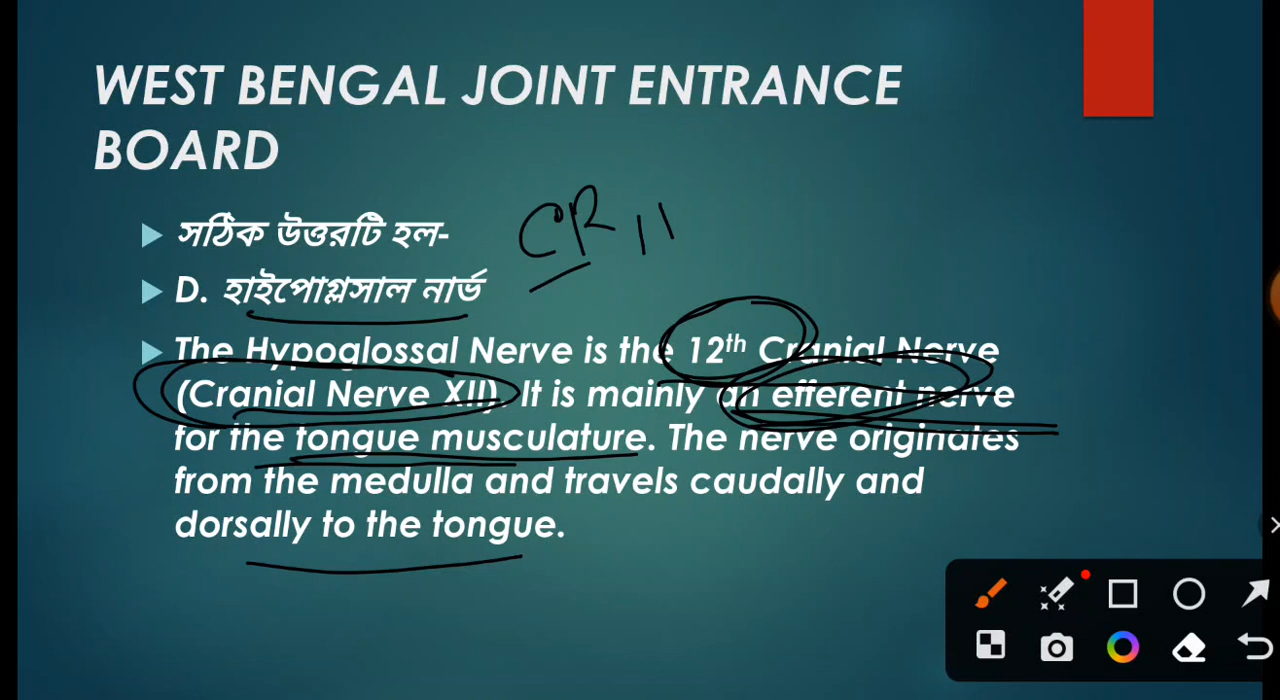 WEST BENGAL JOINT ENTRANCE
BOARD
সঠিক উত্তরটি হল-
CR 11
D. হাইপোগ্লসাল নার্ভ
The Hypoglossal Nerve is the 12th Cranial Nerve
(Cranial Nerve XII). It is mainly an efferent nerve
for the tongue musculature. The nerve originates
from the medulla and travels caudally and
dorsally to the tongue.